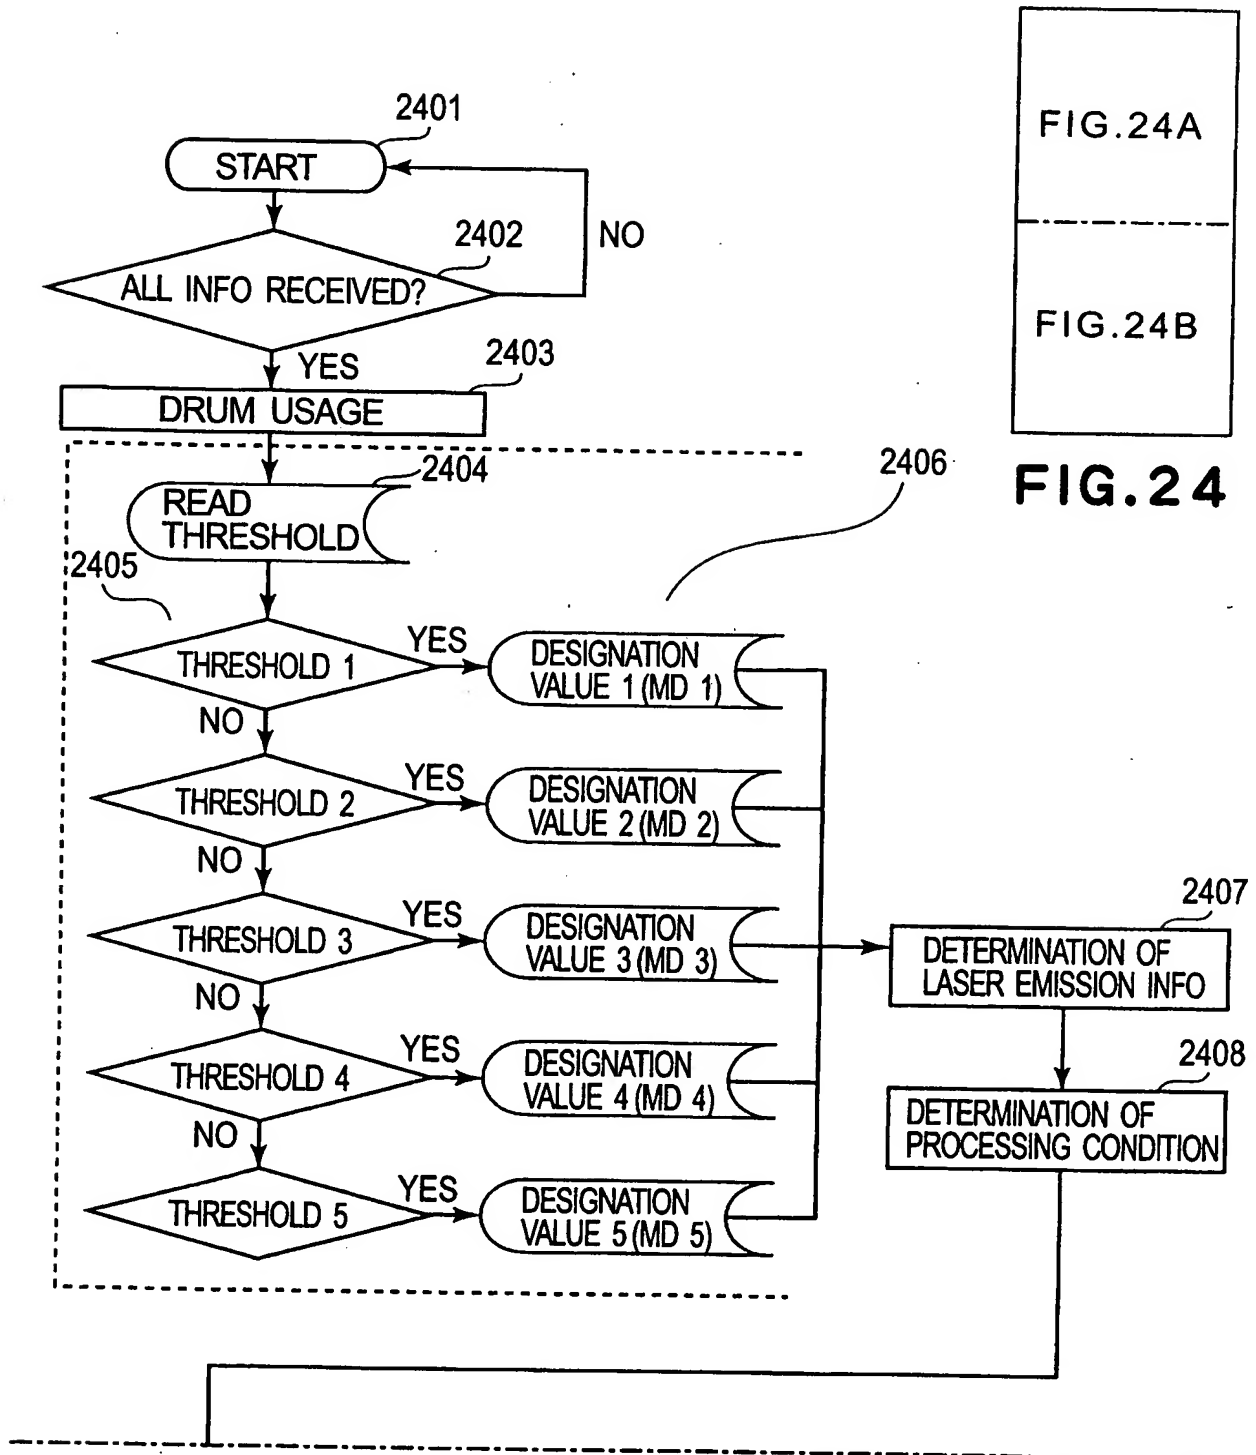 2401
START
FIG.24A
NO
2402
ALL INFO RECEIVED?
FIG.24B
YES
2403
DRUM USAGE
2404
2406
FIG.24
READ
THRESHOLD
2405
YES
THRESHOLD 1
DESIGNATION
VALUE 1 (MD 1)
NO
YES
THRESHOLD 2
DESIGNATION
VALUE 2 (MD 2)
NO
YES
THRESHOLD 3
DESIGNATION
VALUE 3 (MD 3)
2407
DETERMINATION OF
LASER EMISSION INFO
NO
YES
THRESHOLD 4
DESIGNATION
VALUE 4 (MD 4)
2408
DETERMINATION OF
PROCESSING CONDITION
NO
YES
THRESHOLD 5
DESIGNATION
VALUE 5 (MD 5)